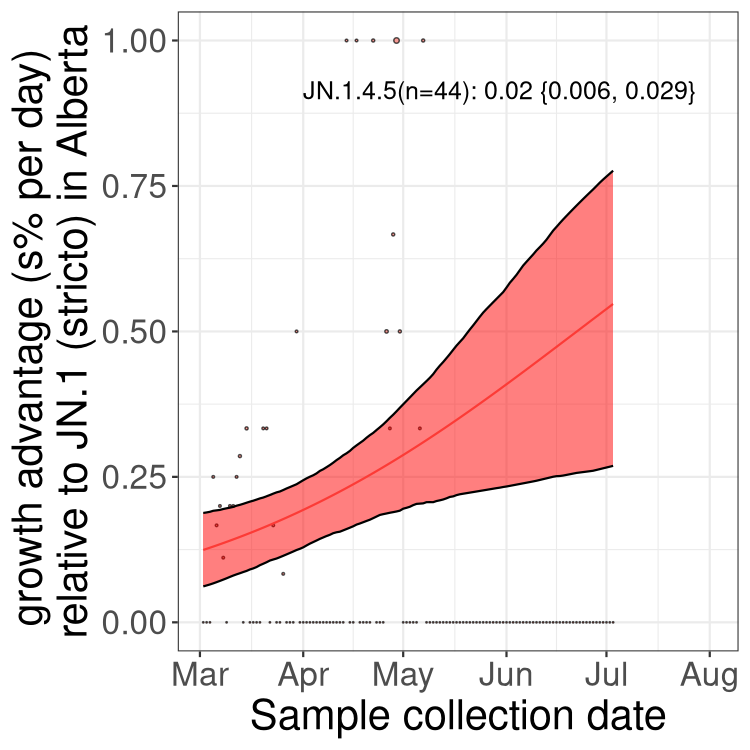 growth advantage (s% per day)
relative to JN.1 (stricto) in Alberta
1.00
0.75
0.50
0.25
0.00
JN.1.4.5(n=44): 0.02 {0.006, 0.029}
Mar Apr May Jun Jul Aug
Sample collection date